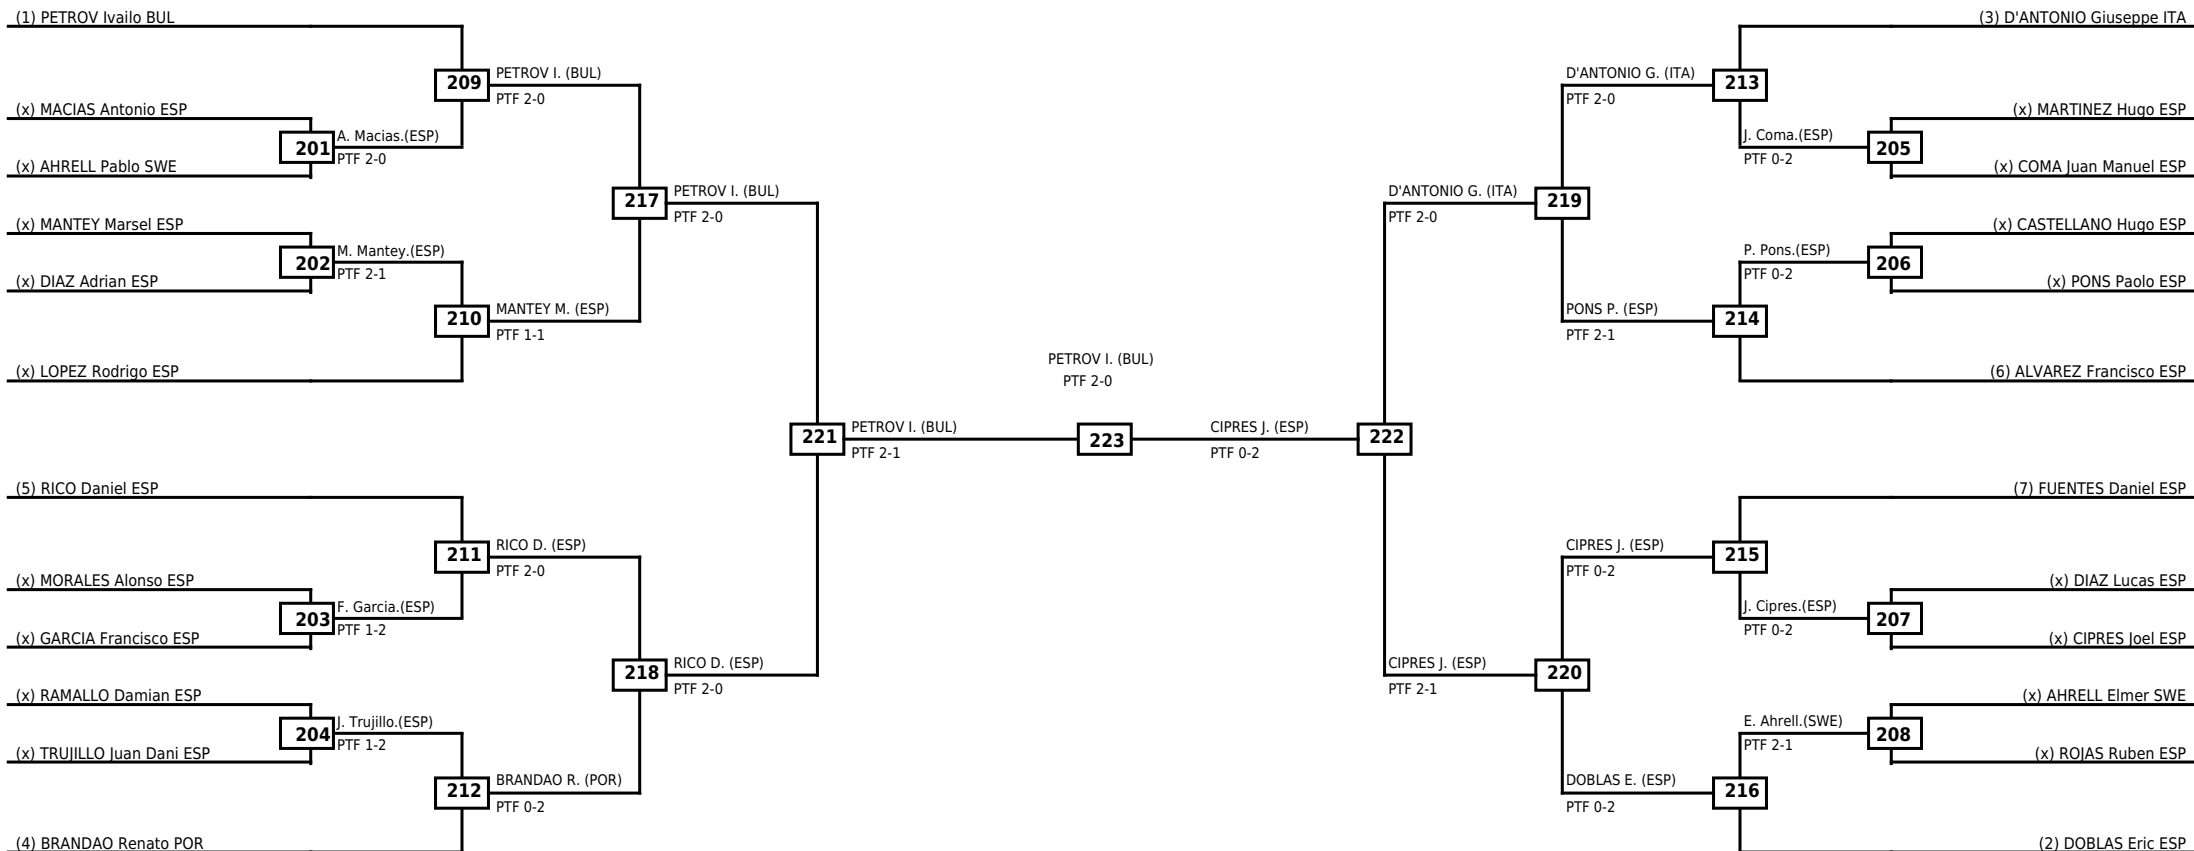 (1) PETROV Ivailo BUL
(x) MACIAS Antonio ESP
(x) AHRELL Pablo SWE
(x) MANTEY Marsel ESP
(x) DIAZ Adrian ESP
(x) LOPEZ Rodrigo ESP
(5) RICO Daniel ESP
(x) MORALES Alonso ESP
(x) GARCIA Francisco ESP
(x) RAMALLO Damian ESP
(x) TRUJILLO Juan Dani ESP
(4) BRANDAO Renato POR
201
A. Macias.(ESP)
PTF 2-0
202
M. Mantey.(ESP)
PTF 2-1
203
F. Garcia.(ESP)
PTF 1-2
204
J. Trujillo.(ESP)
PTF 1-2
209
PETROV I. (BUL)
PTF 2-0
210
MANTEY M. (ESP)
PTF 1-1
211
RICO D. (ESP)
PTF 2-0
212
BRANDAO R. (POR)
PTF 0-2
217
PETROV I. (BUL)
PTF 2-0
218
RICO D. (ESP)
PTF 2-0
221
PETROV I. (BUL)
PTF 2-1
PETROV I. (BUL)
PTF 2-0
223
CIPRES J. (ESP)
PTF 0-2
222
D'ANTONIO G. (ITA)
PTF 2-0
219
CIPRES J. (ESP)
PTF 2-1
220
D'ANTONIO G. (ITA)
PTF 2-0
213
PONS P. (ESP)
PTF 2-1
214
CIPRES J. (ESP)
PTF 0-2
215
DOBLAS E. (ESP)
PTF 0-2
216
J. Coma.(ESP)
PTF 0-2
205
P. Pons.(ESP)
PTF 0-2
206
J. Cipres.(ESP)
PTF 0-2
207
E. Ahrell.(SWE)
PTF 2-1
208
(3) D'ANTONIO Giuseppe ITA
(x) MARTINEZ Hugo ESP
(x) COMA Juan Manuel ESP
(x) CASTELLANO Hugo ESP
(x) PONS Paolo ESP
(6) ALVAREZ Francisco ESP
(7) FUENTES Daniel ESP
(x) DIAZ Lucas ESP
(x) CIPRES Joel ESP
(x) AHRELL Elmer SWE
(x) ROJAS Ruben ESP
(2) DOBLAS Eric ESP